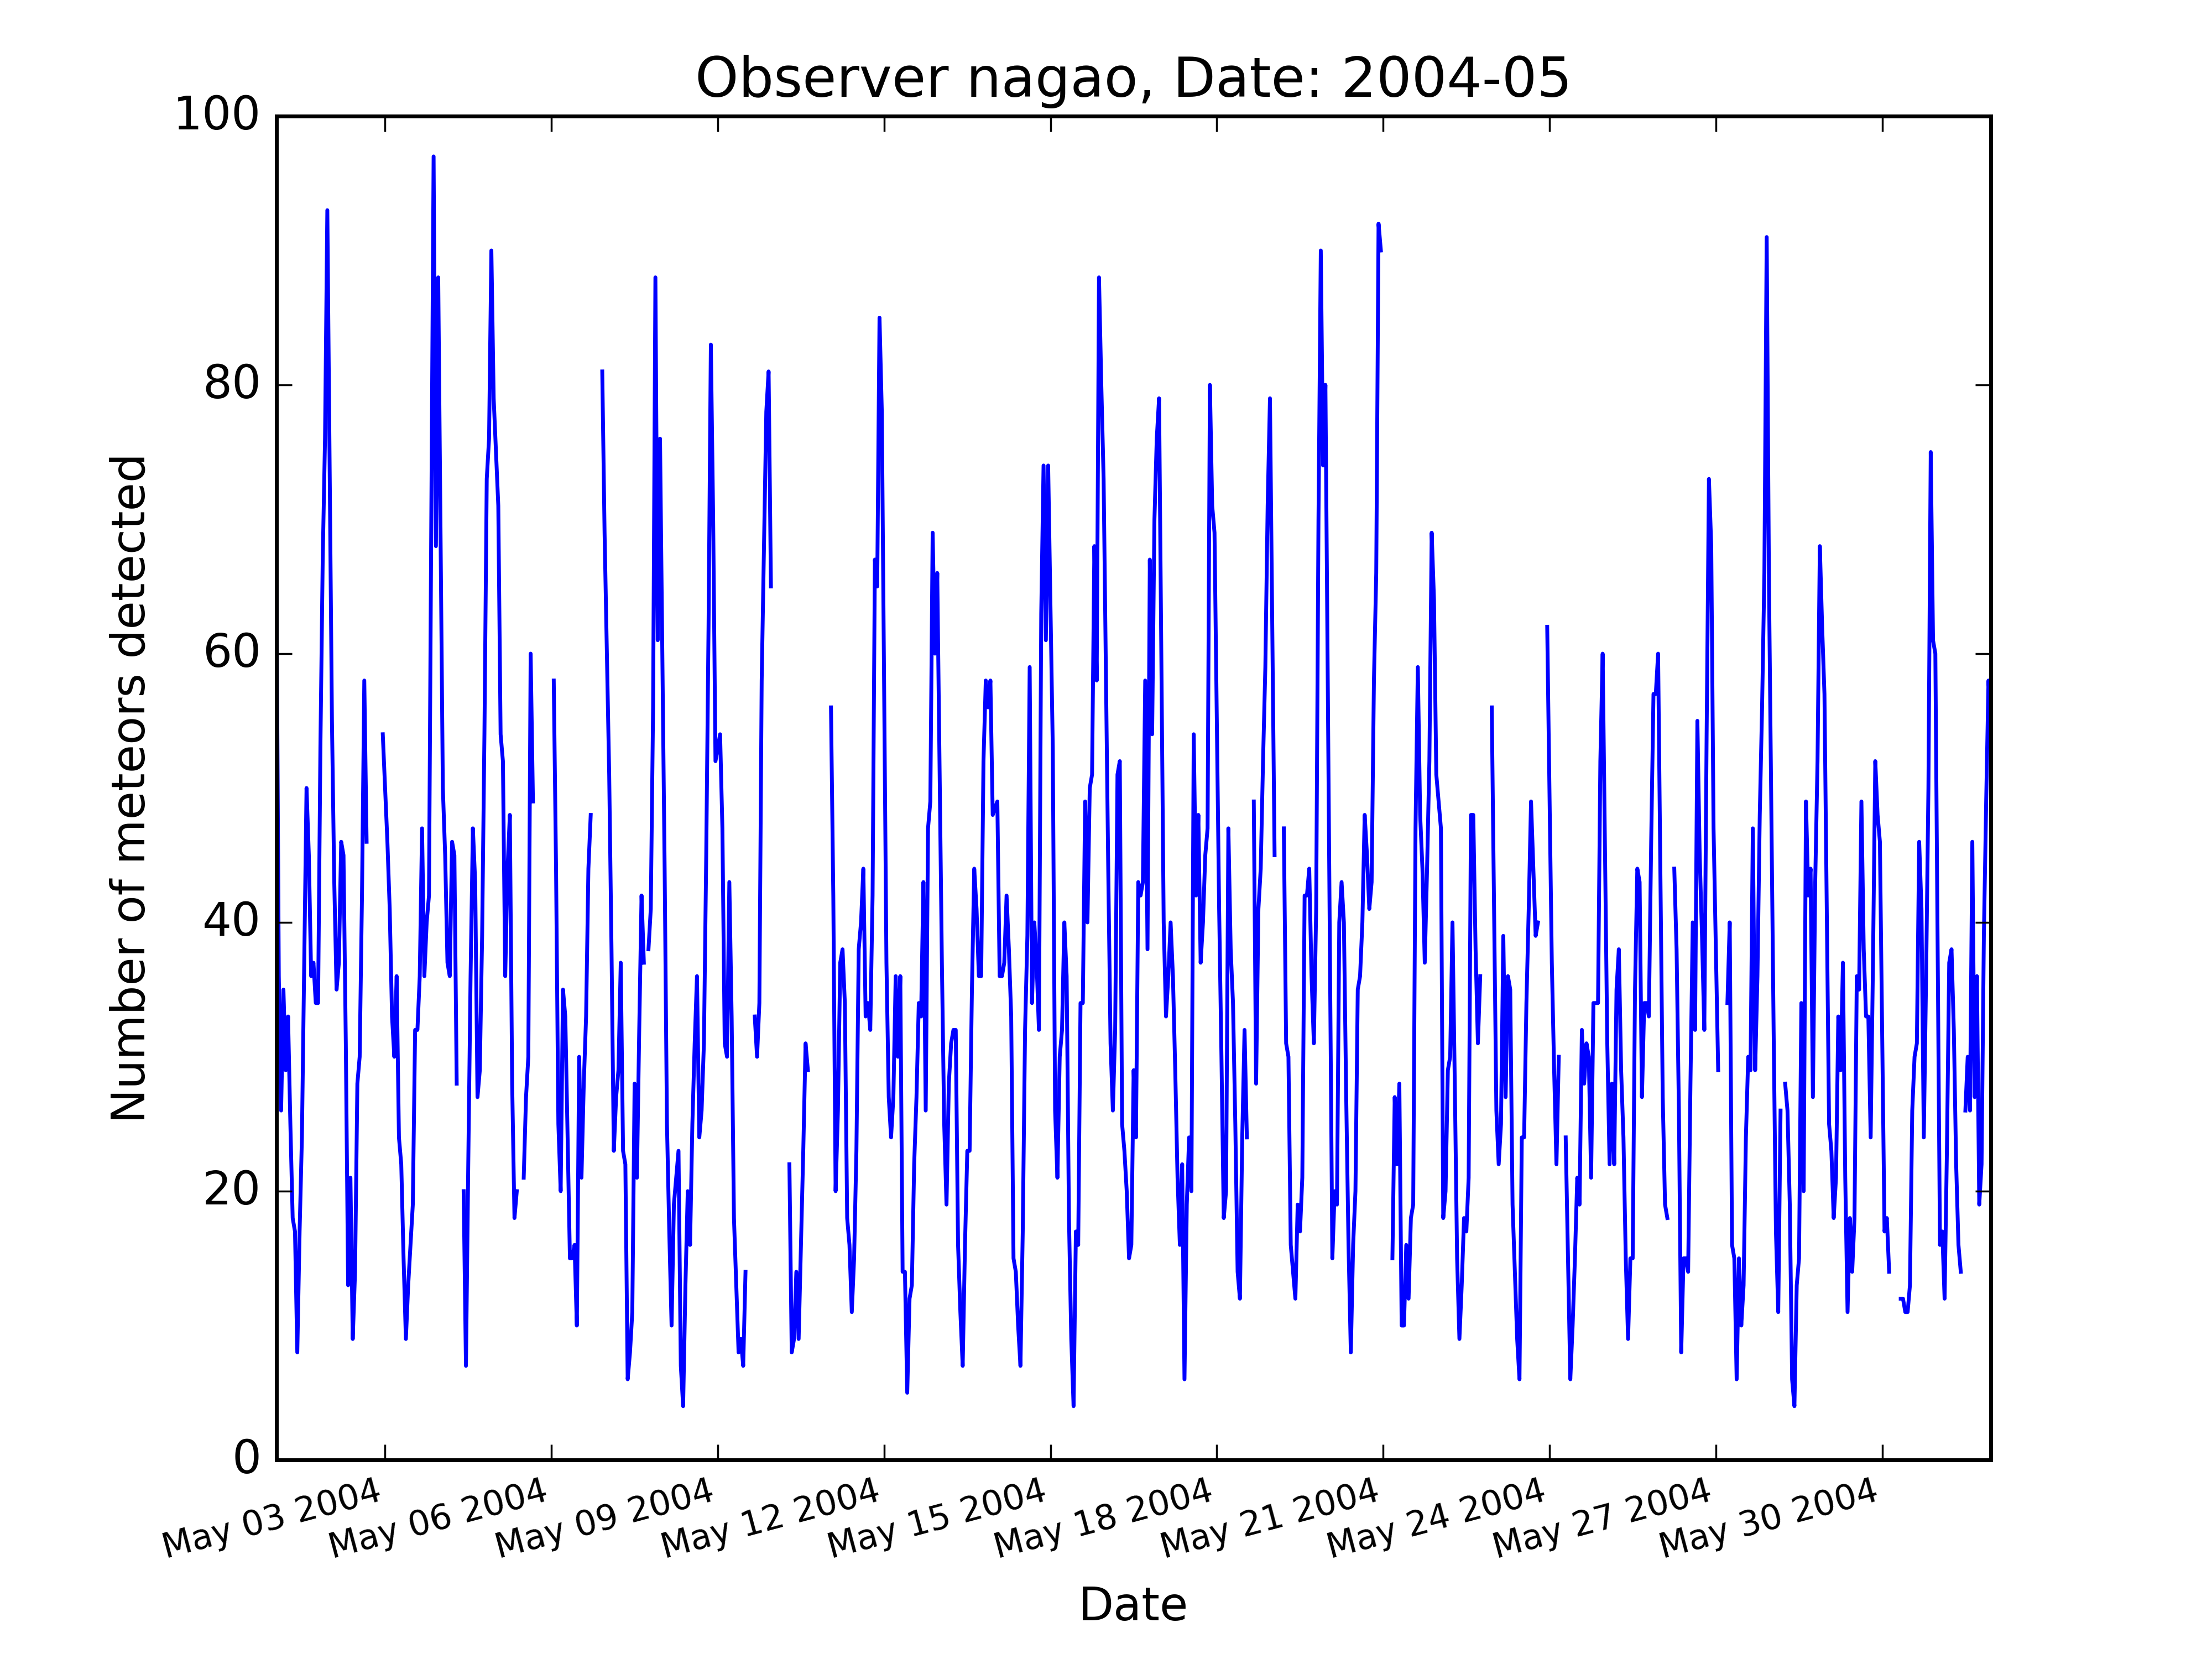 Observer nagao, Date: 2004-05
100
80
60
40
20
0
Number of meteors detected
May 03 2004
May 06 2004
May 09 2004
May 12 2004
May 15 2004
May 18 2004
May 21 2004
May 24 2004
May 27 2004
May 30 2004
Date